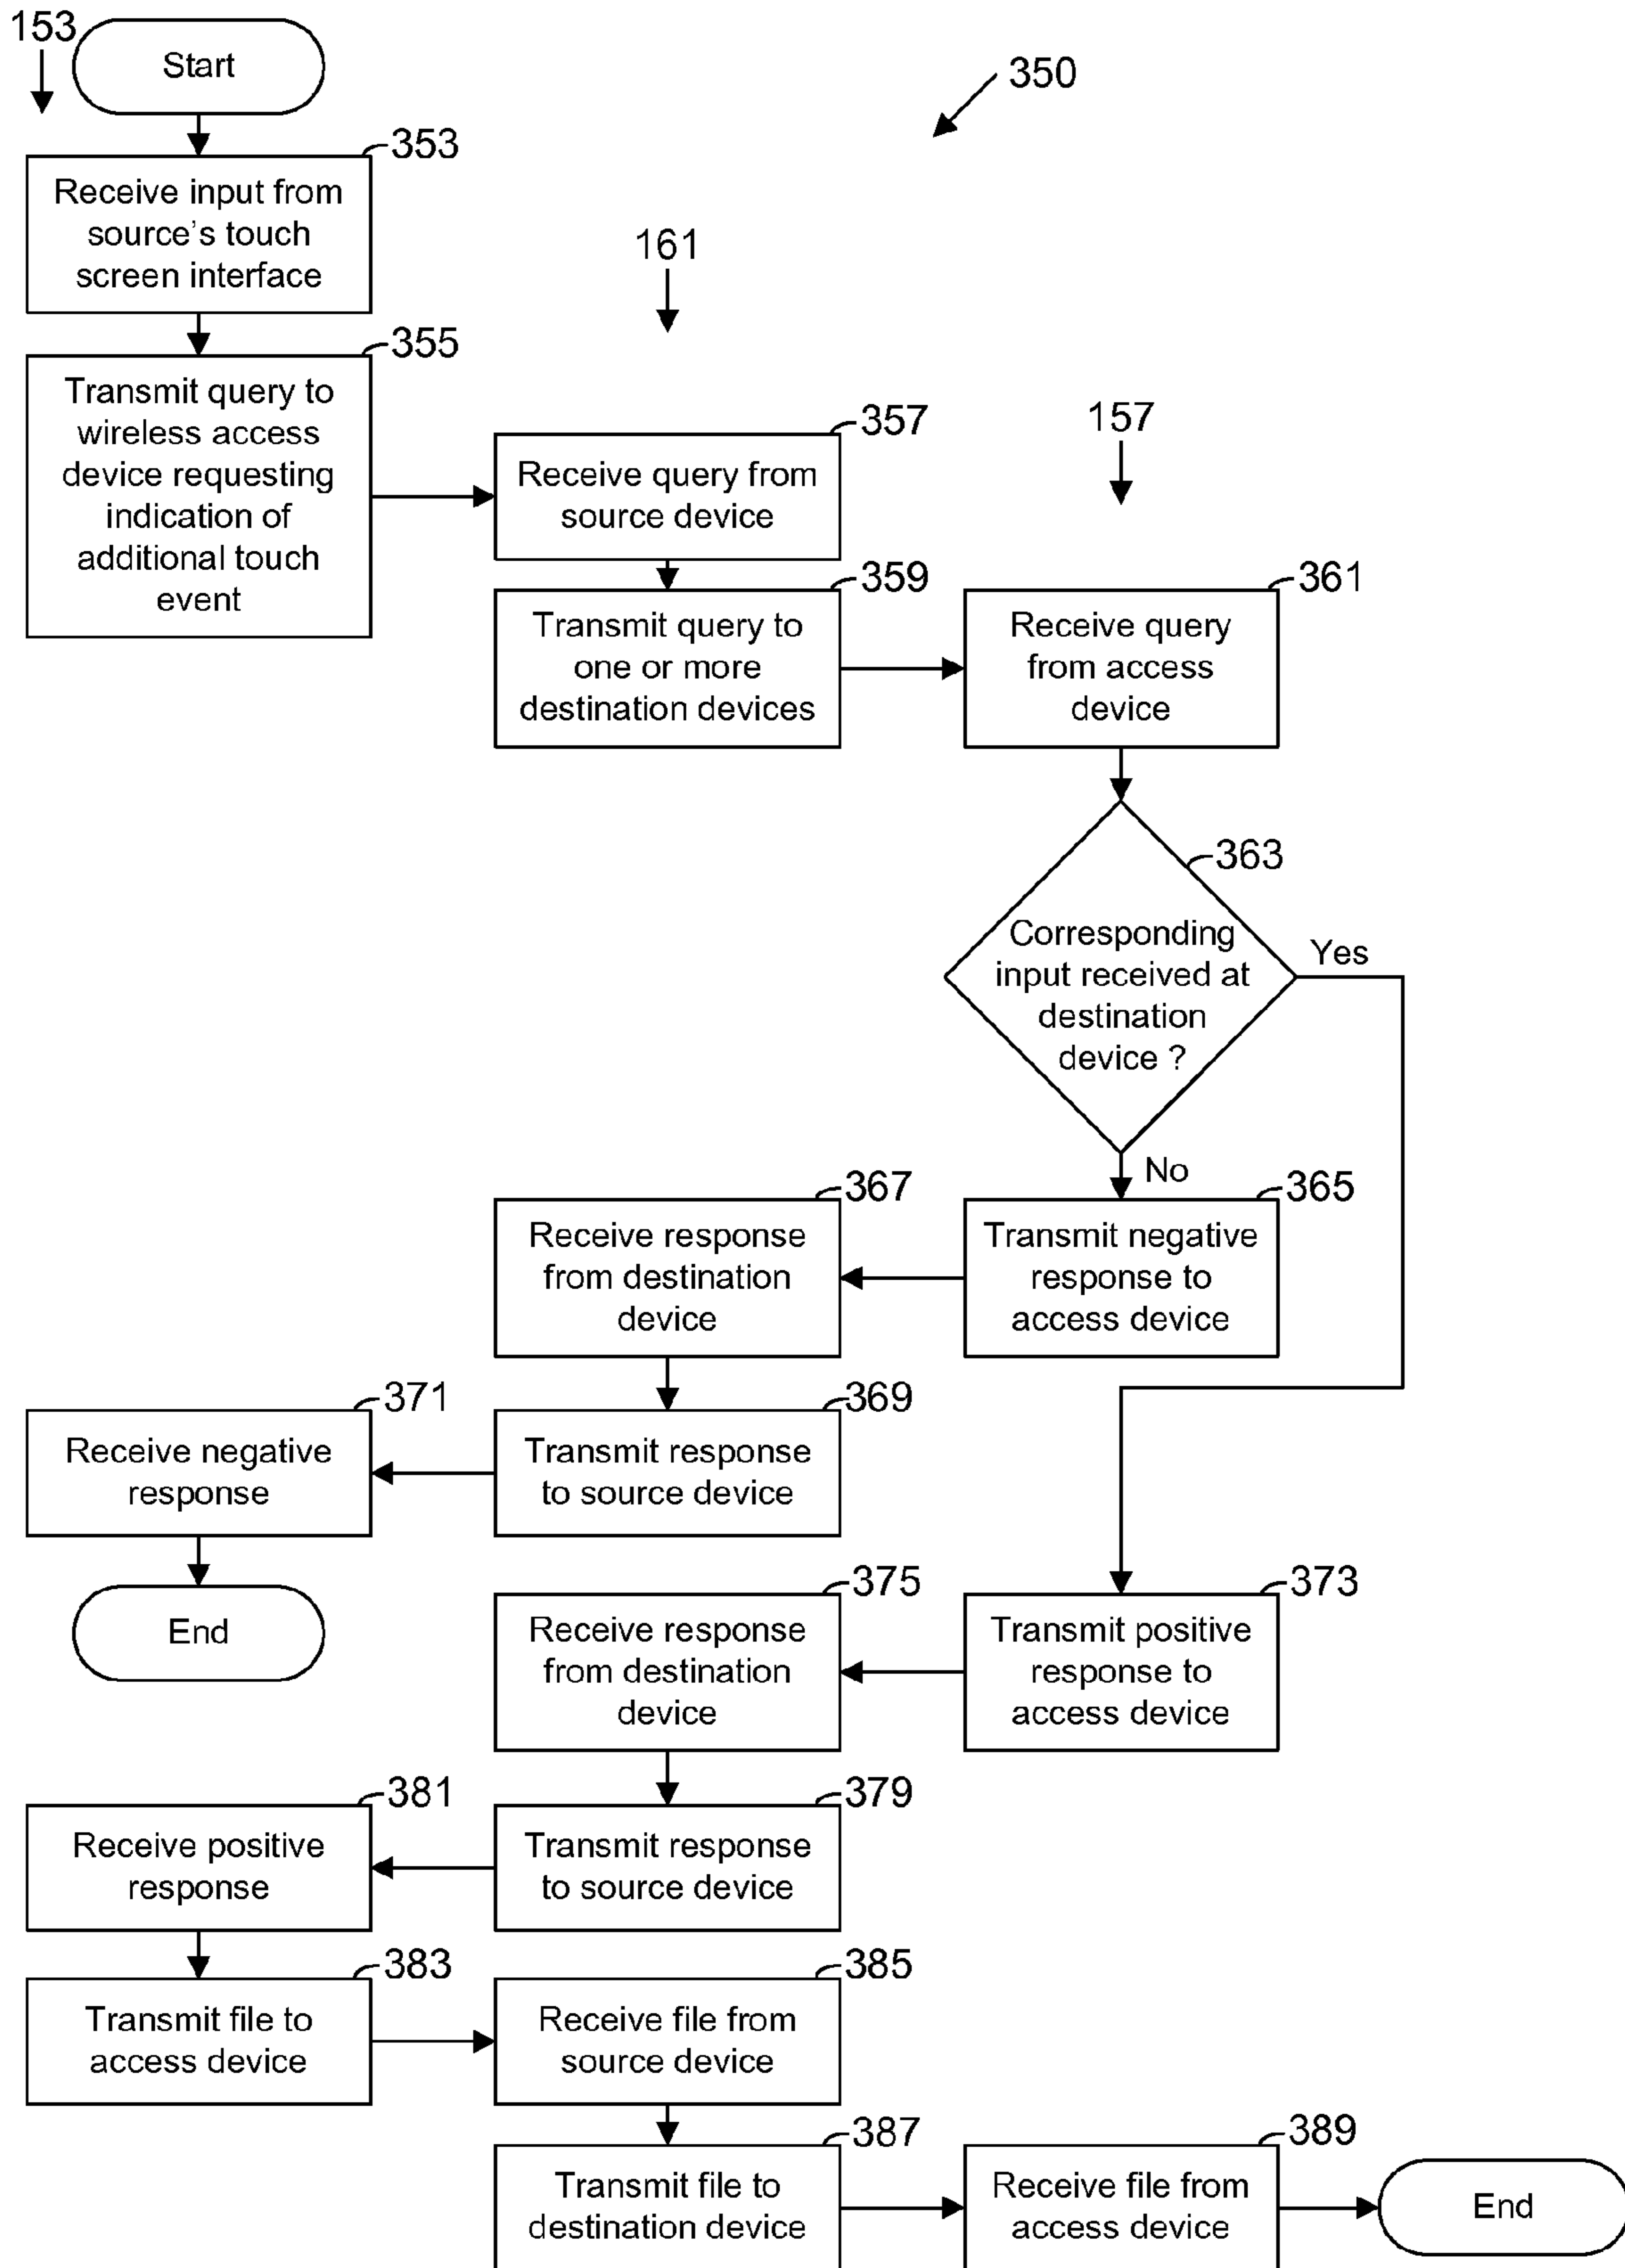 153
Start
350
353
Receive input from
source's touch
screen interface
161
355
Transmit query to
wireless access
device requesting
indication of
additional touch
event
357
Receive query from
source device
157
359
Transmit query to
one or more
destination devices
361
Receive query
from access
device
363
Corresponding
input received at
destination
device ?
Yes
No
367
Receive response
from destination
device
365
Transmit negative
response to
access device
371
Receive negative
response
369
Transmit response
to source device
End
375
Receive response
from destination
device
373
Transmit positive
response to
access device
381
Receive positive
response
379
Transmit response
to source device
383
Transmit file to
access device
385
Receive file from
source device
387
Transmit file to
destination device
389
Receive file from
access device
End